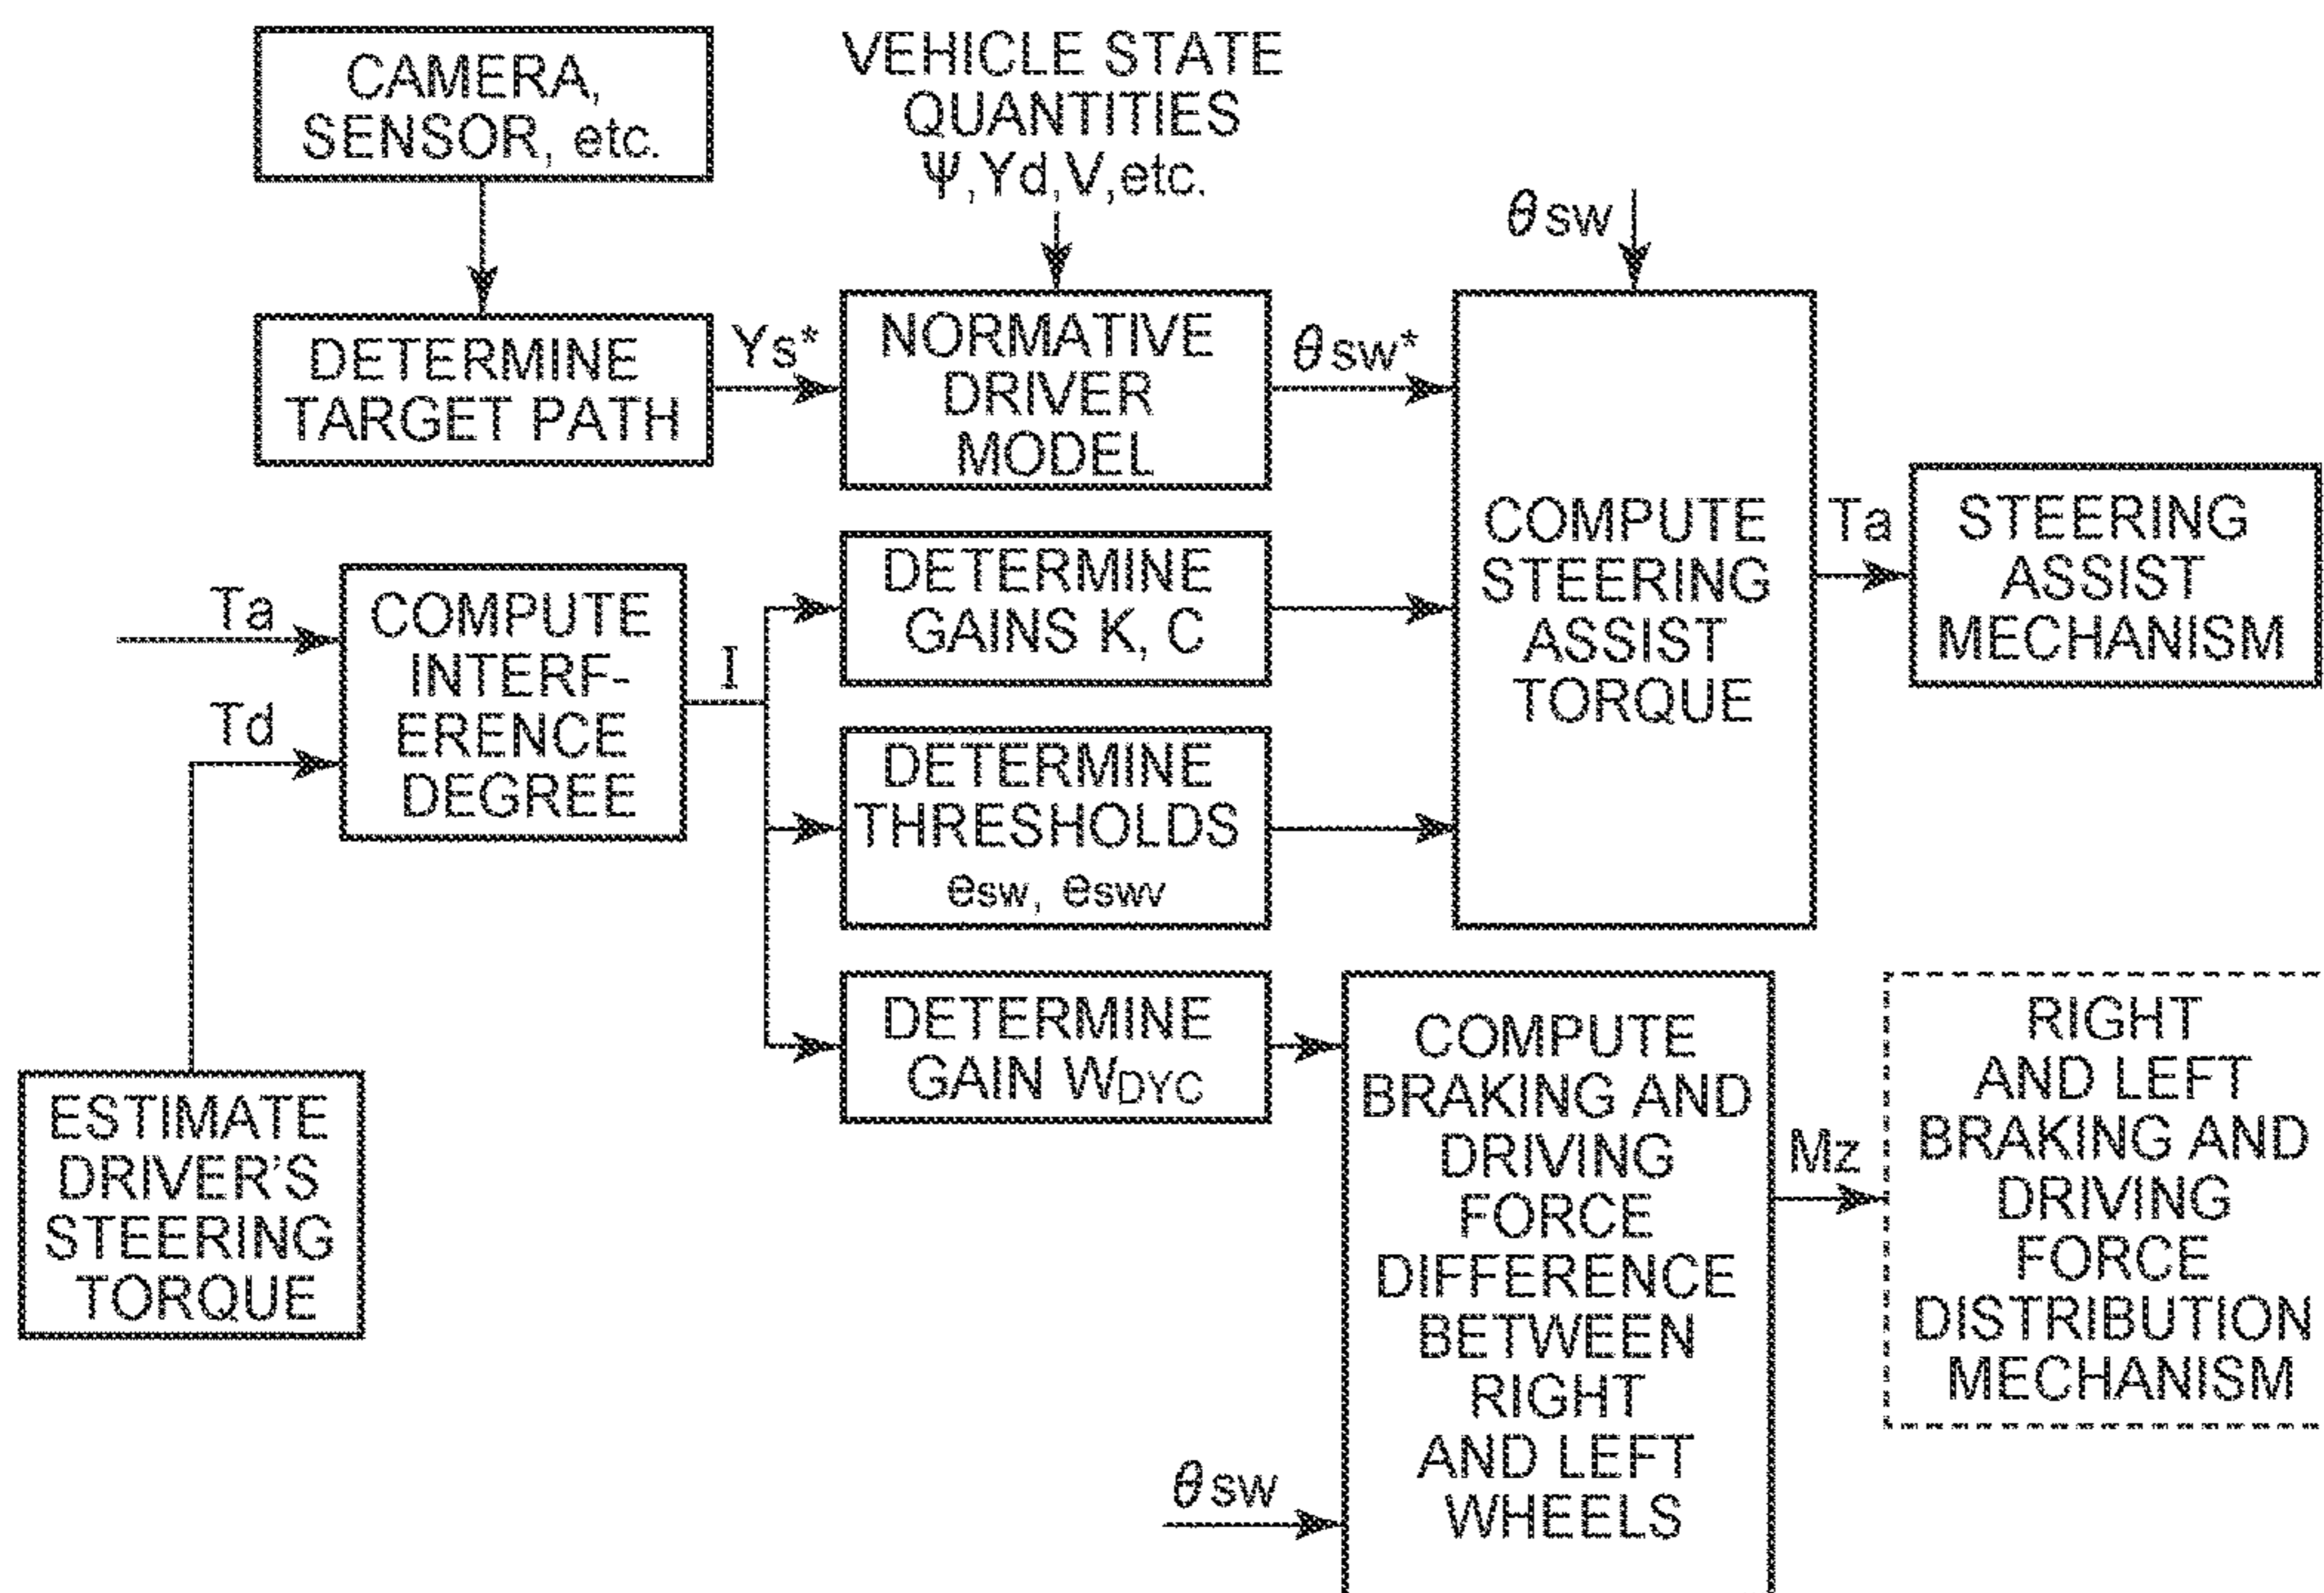 CAMERA,
SENSOR, etc.
VEHICLE STATE
QUANTITIES
Ψ, Yd, V, etc.
θsw
DETERMINE
TARGET PATH
Ys*
NORMATIVE
DRIVER
MODEL
θsw*
COMPUTE
STEERING
ASSIST
TORQUE
Ta
STEERING
ASSIST
MECHANISM
Ta
Td
COMPUTE
INTERF-
ERENCE
DEGREE
I
DETERMINE
GAINS K, C
DETERMINE
THRESHOLDS
esw, eswv
DETERMINE
GAIN WDYC
ESTIMATE
DRIVER'S
STEERING
TORQUE
COMPUTE
BRAKING AND
DRIVING
FORCE
DIFFERENCE
BETWEEN
RIGHT
AND LEFT
WHEELS
θsw
Mz
RIGHT
AND LEFT
BRAKING AND
DRIVING
FORCE
DISTRIBUTION
MECHANISM